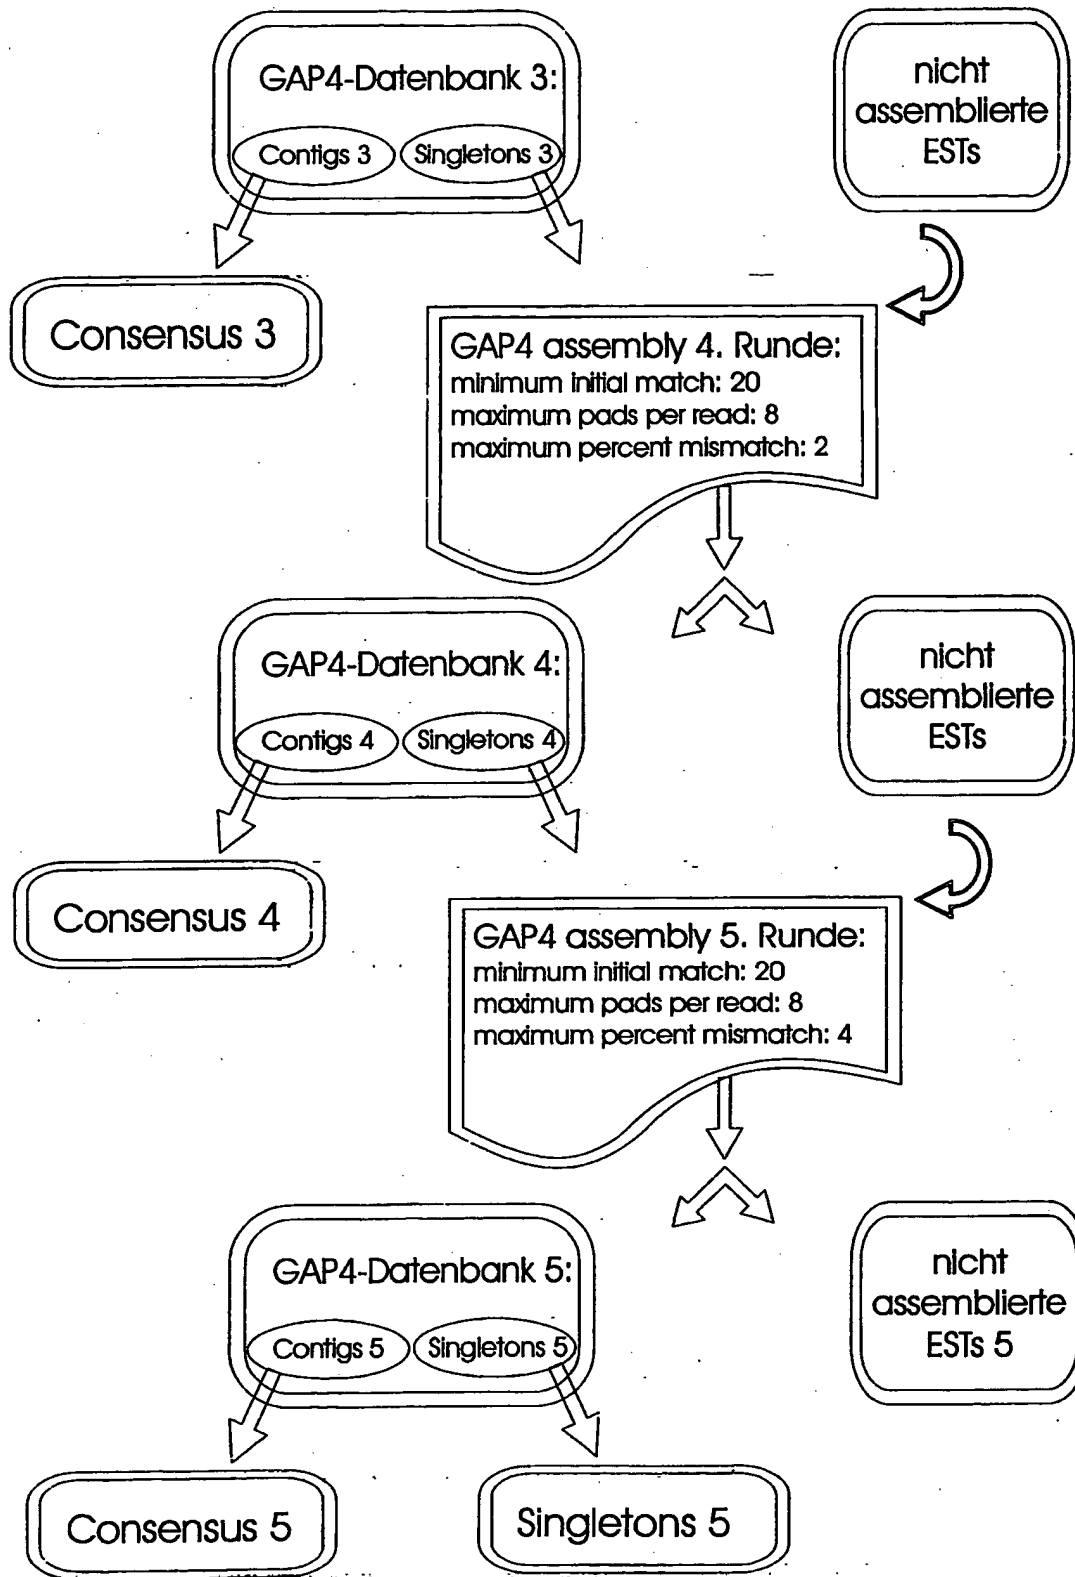 GAP4-Datenbank 3:
Contigs 3
Singletons 3
nicht
assemblierte
ESTs
Consensus 3
GAP4 assembly 4. Runde:
minimum initial match: 20
maximum pads per read: 8
maximum percent mismatch: 2
GAP4-Datenbank 4:
Contigs 4
Singletons 4
nicht
assemblierte
ESTs
Consensus 4
GAP4 assembly 5. Runde:
minimum initial match: 20
maximum pads per read: 8
maximum percent mismatch: 4
GAP4-Datenbank 5:
Contigs 5
Singletons 5
nicht
assemblierte
ESTs 5
Consensus 5
Singletons 5